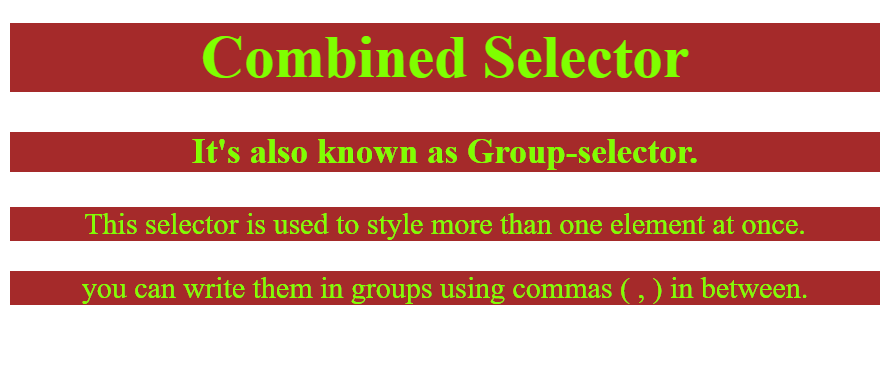 Combined Selector
It's also known as Group-selector.
This selector is used to style more than one element at once.
you can write them in groups using commas ( , ) in between.